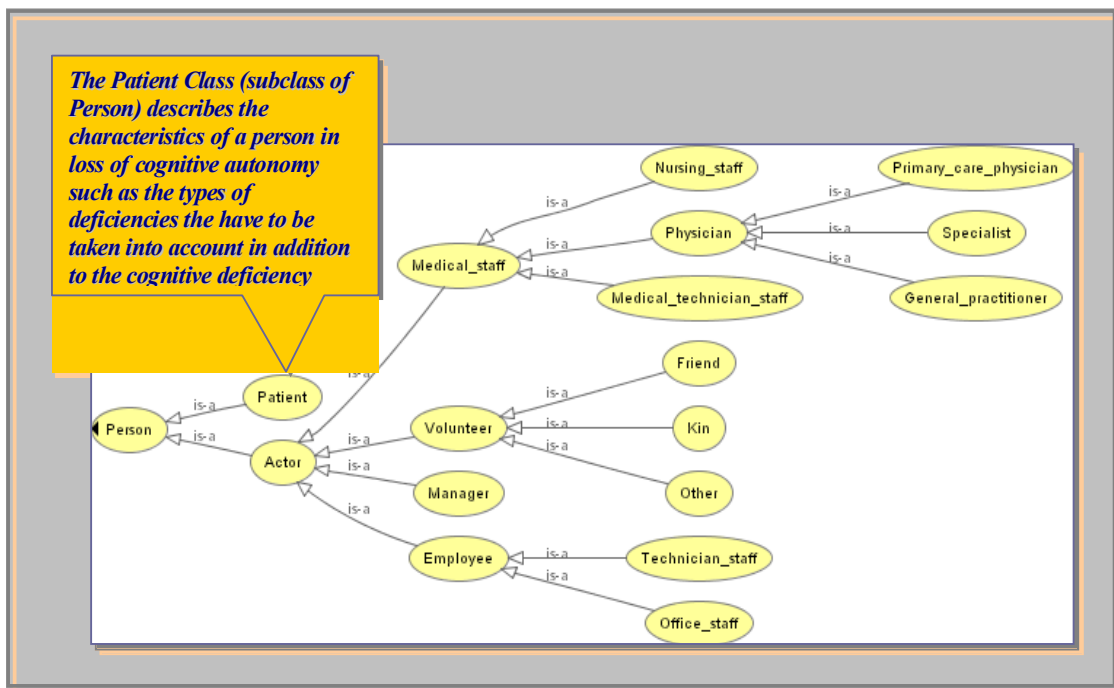 The Patient Class (subclass of
Person) describes the
characteristics of a person in
loss of cognitive autonomy
such as the types of
deficiencies the have to be
taken into account in addition
to the cognitive deficiency
Nursing_staff
Primary_care_physician
is-a
is-a
Physician
is-a
Specialist
is-a
Medical_staff
is-a
is-a
Medical_technician_staff
General_practitioner
is-a
Friend
Patient
is-a
is-a
Person
is-a
Volunteer
is-a
Kin
is-a
Actor
is-a
is-a
Manager
Other
is-a
Employee
is-a
Technician_staff
is-a
Office_staff